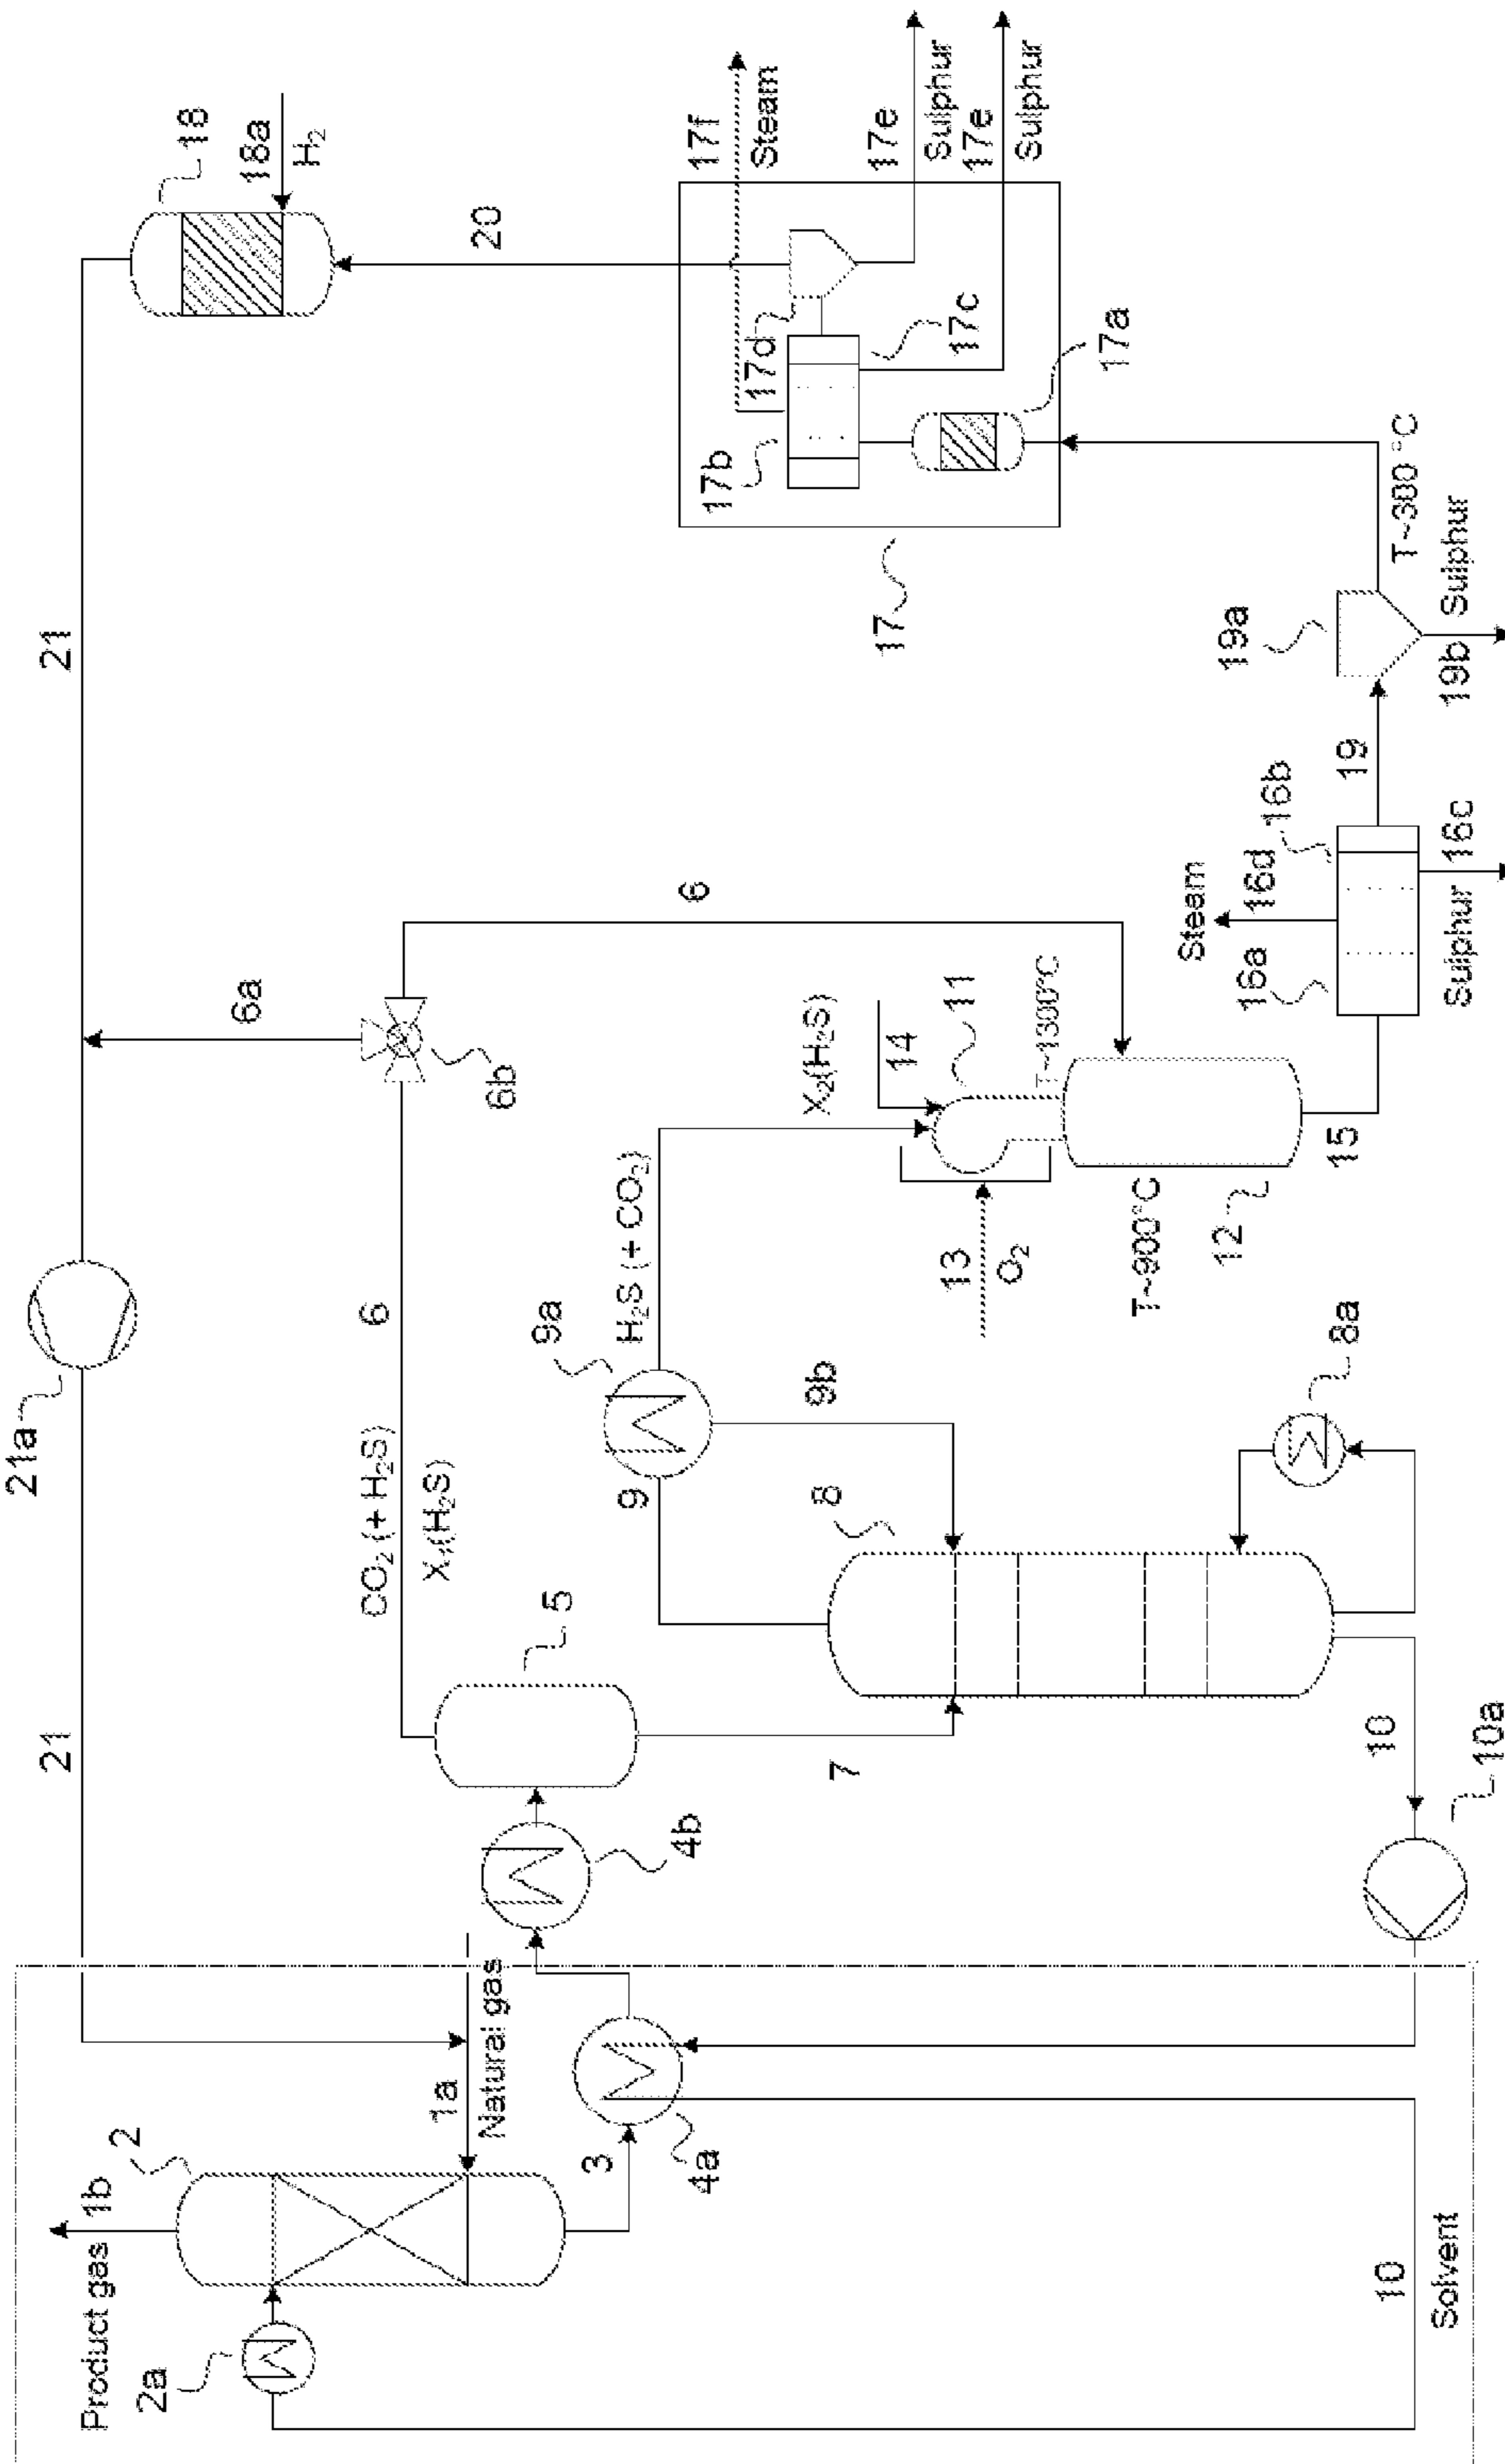 Product gas
1b
2
2a
1a
Natural gas
3
4a
4b
5
10
Solvent
10
10a
7
8
8a
9
9a
9b
21
21a
21
CO₂ (+ H₂S)
X₁(H₂S)
6
6a
6b
6
H₂S (+ CO₂)
X₂(H₂S)
13
O₂
14
11
T~1300°C
T~900°C
12
15
16a
Steam
16d
16b
Sulphur
16c
19
19a
19b
Sulphur
T~300 °C
17
17a
17b
17c
17d
17f
Steam
17e
Sulphur
17e
Sulphur
20
18
18a
H₂